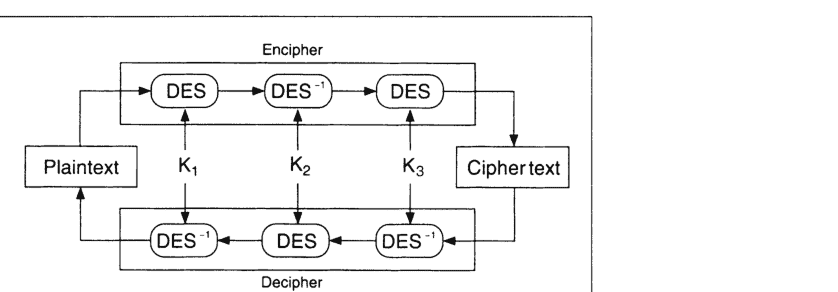 Encipher
DES DES⁻¹ DES
Plaintext K₁ K₂ K₃ Cipher text
DES⁻¹ DES DES⁻¹
Decipher